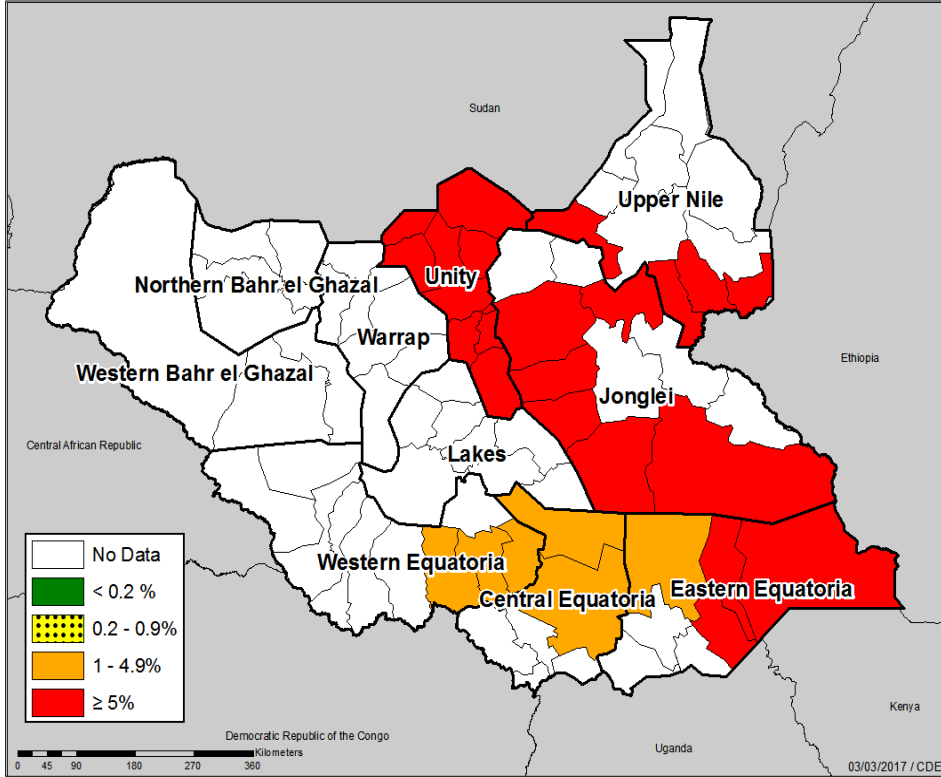 Sudan
Upper Nile
Northern Bahr el Ghazal
Unity
Warrap
Ethiopia
Western Bahr el Ghazal
Jonglei
Central African Republic
Lakes
No Data
< 0.2 %
0.2 - 0.9%
1 - 4.9%
≥ 5%
Western Equatoria
Central Equatoria
Eastern Equatoria
Kenya
Democratic Republic of the Congo
Uganda
Kilometers
0 45 90 180 270 360
03/03/2017 / CDE